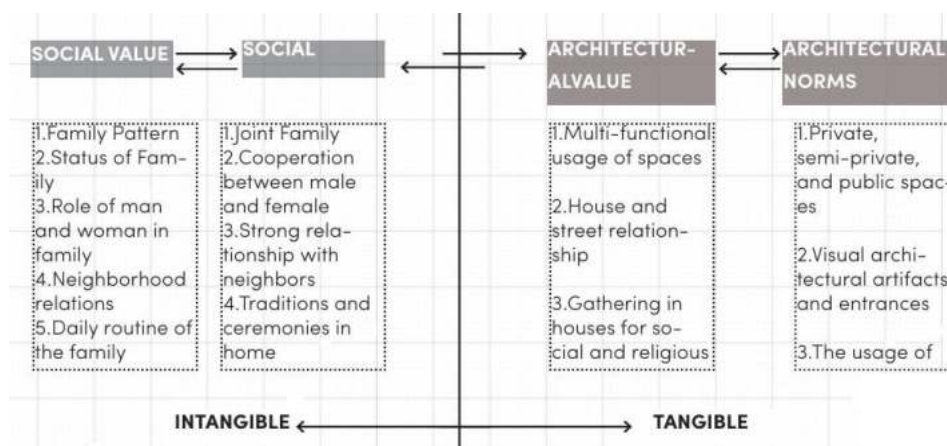 SOCIAL VALUE
SOCIAL
ARCHITECTUR-
ALVALUE
ARCHITECTURAL
NORMS
1.Family Pattern
2.Status of Fam-
ily
3.Role of man
and woman in
family
4.Neighborhood
relations
5.Daily routine of
the family
1.Joint Family
2.Cooperation
between male
and female
3.Strong rela-
tionship with
neighbors
4.Traditions and
ceremonies in
home
1.Multi-functional
usage of spaces
2.House and
street relation-
ship
3.Gathering in
houses for so-
cial and religious
1.Private,
semi-private,
and public spac-
es
2.Visual archi-
tectural artifacts
and entrances
3.The usage of
INTANGIBLE
TANGIBLE